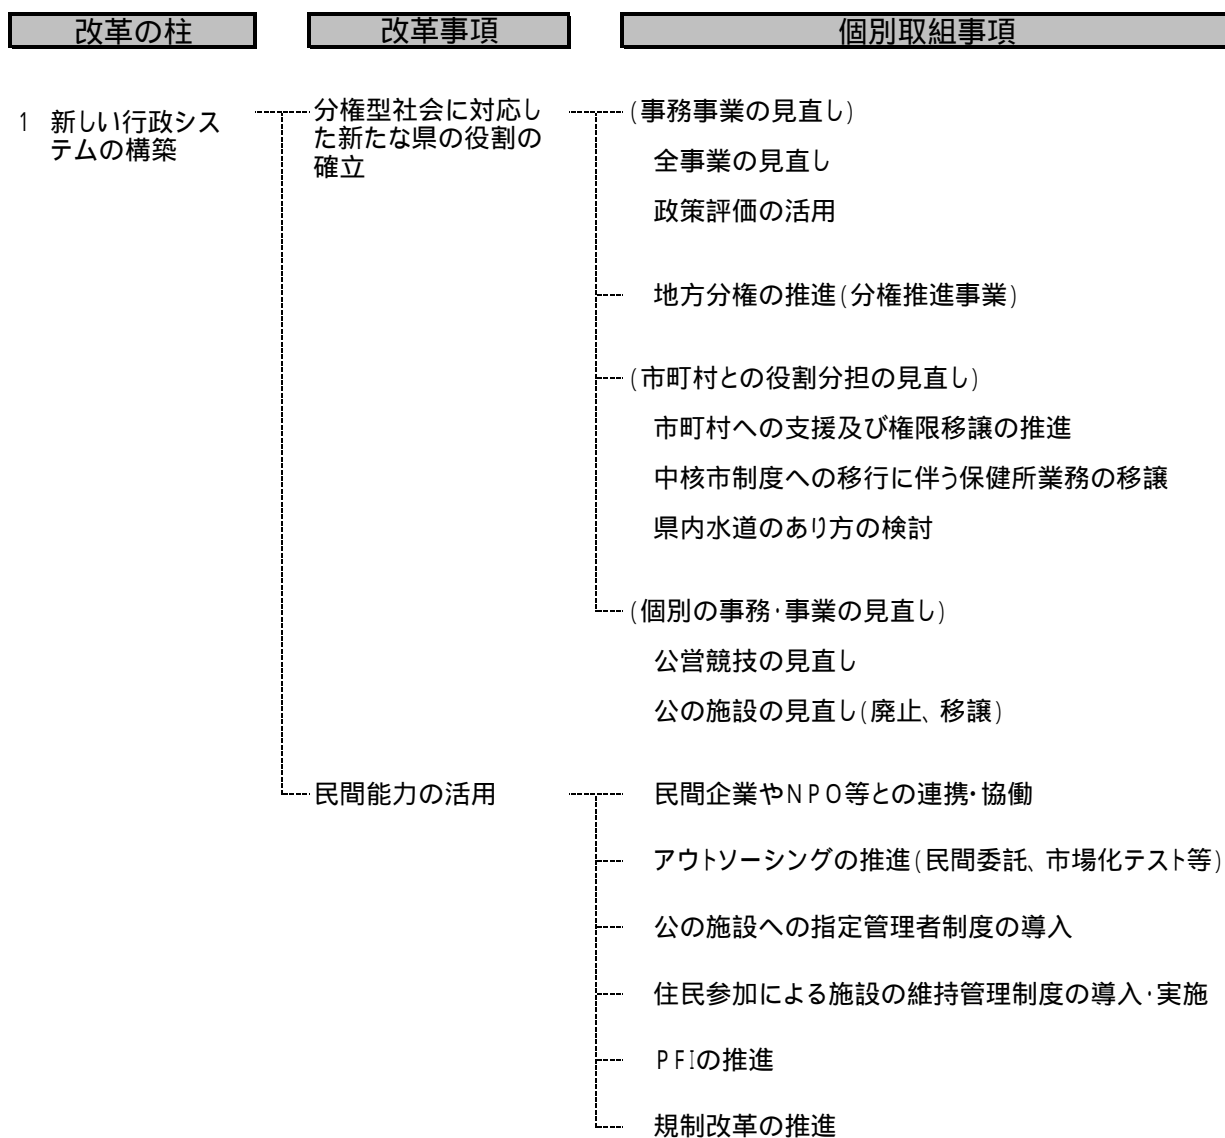 改革の柱
改革事項
個別取組事項
1 新しい行政シス
テムの構築
分権型社会に対応し
た新たな県の役割の
確立
(事務事業の見直し)
全事業の見直し
政策評価の活用
地方分権の推進(分権推進事業)
(市町村との役割分担の見直し)
市町村への支援及び権限移譲の推進
中核市制度への移行に伴う保健所業務の移譲
県内水道のあり方の検討
(個別の事務・事業の見直し)
公営競技の見直し
公の施設の見直し(廃止、移譲)
民間能力の活用
民間企業やNPO等との連携・協働
アウトソーシングの推進(民間委託、市場化テスト等)
公の施設への指定管理者制度の導入
住民参加による施設の維持管理制度の導入・実施
PFIの推進
規制改革の推進